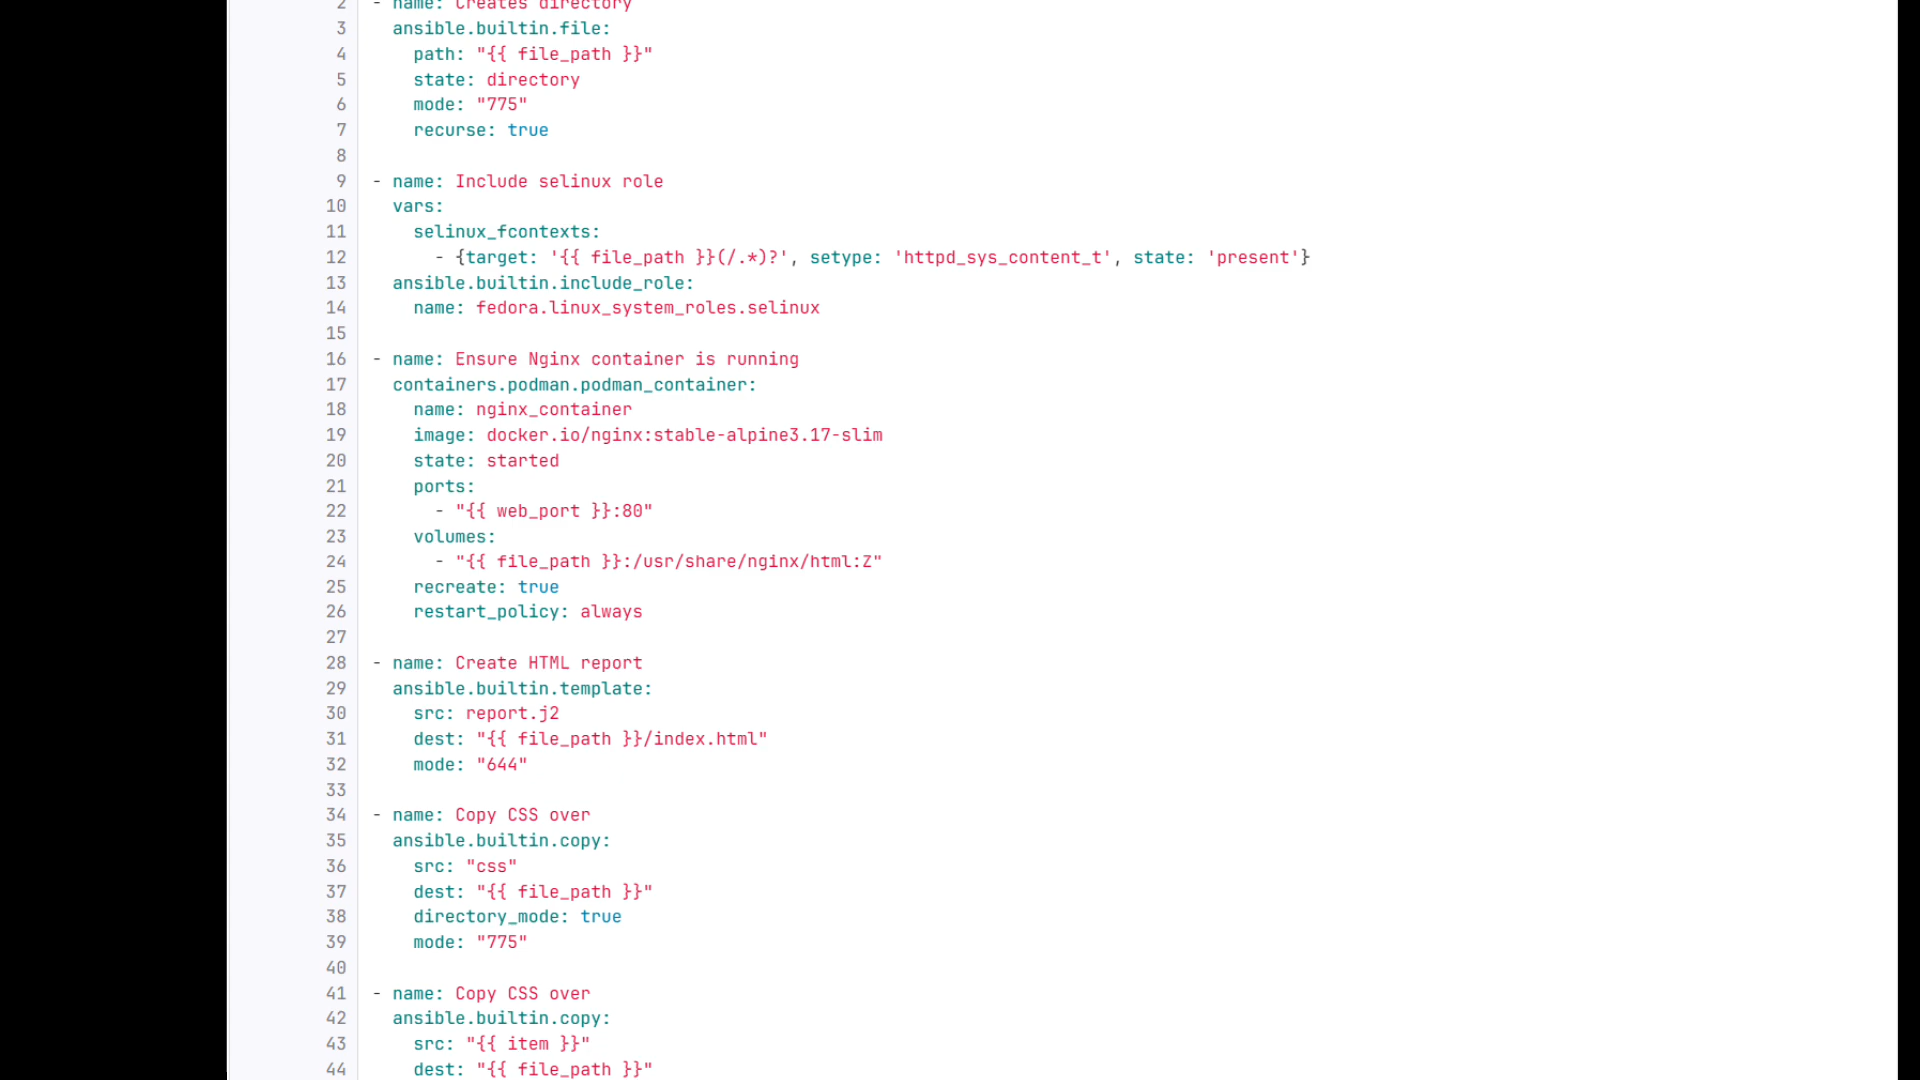 2 - name: Creates directory
3   ansible.builtin.file:
4     path: "{{ file_path }}"
5     state: directory
6     mode: "775"
7     recurse: true
8
9 - name: Include selinux role
10   vars:
11     selinux_fcontexts:
12       - {target: '{{ file_path }}(/.*)?', setype: 'httpd_sys_content_t', state: 'present'}
13   ansible.builtin.include_role:
14     name: fedora.linux_system_roles.selinux
15
16 - name: Ensure Nginx container is running
17   containers.podman.podman_container:
18     name: nginx_container
19     image: docker.io/nginx:stable-alpine3.17-slim
20     state: started
21     ports:
22       - "{{ web_port }}:80"
23     volumes:
24       - "{{ file_path }}:/usr/share/nginx/html:Z"
25     recreate: true
26     restart_policy: always
27
28 - name: Create HTML report
29   ansible.builtin.template:
30     src: report.j2
31     dest: "{{ file_path }}/index.html"
32     mode: "644"
33
34 - name: Copy CSS over
35   ansible.builtin.copy:
36     src: "css"
37     dest: "{{ file_path }}"
38     directory_mode: true
39     mode: "775"
40
41 - name: Copy CSS over
42   ansible.builtin.copy:
43     src: "{{ item }}"
44     dest: "{{ file_path }}"